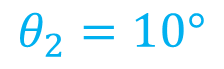 θ₂ = 10°